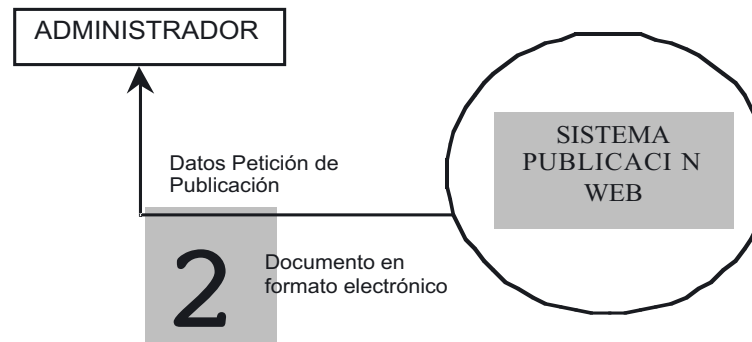 ADMINISTRADOR
Datos Petición de
Publicación
SISTEMA
PUBLICACI N
WEB
2
Documento en
formato electrónico